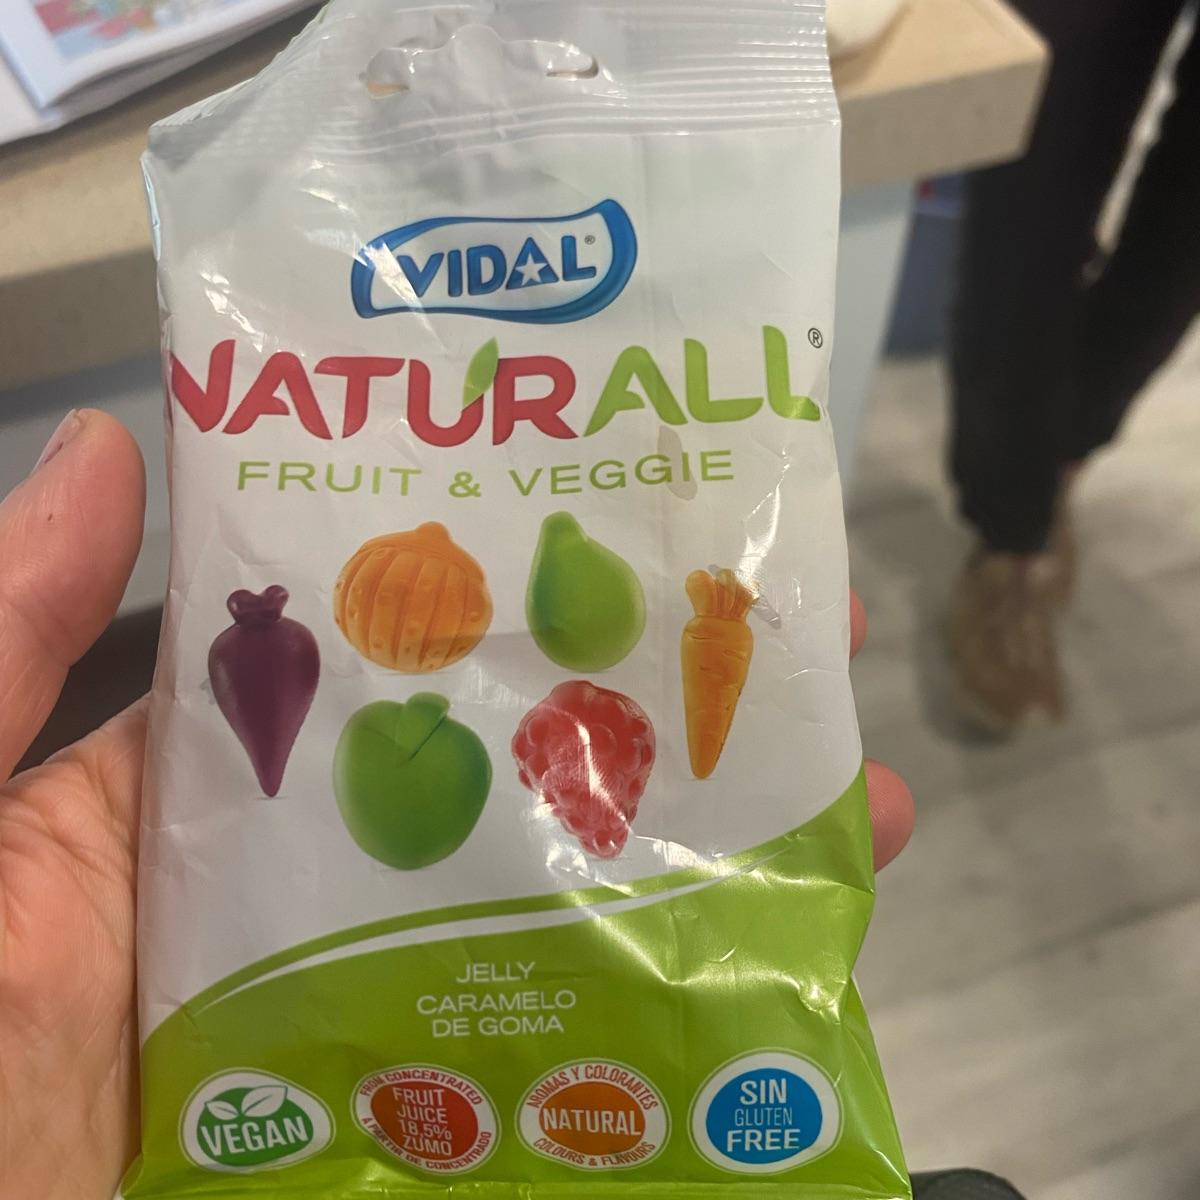 VIDAL®
NATURALL®
FRUIT & VEGGIE
JELLY
CARAMELO
DE GOMA
VEGAN
FROM CONCENTRATED
FRUIT
JUICE
18,5%
ZUMO
A PARTIR DE CONCENTRADO
AROMAS Y COLORANTES
NATURAL
COLOURS & FLAVOURS
SIN
GLUTEN
FREE